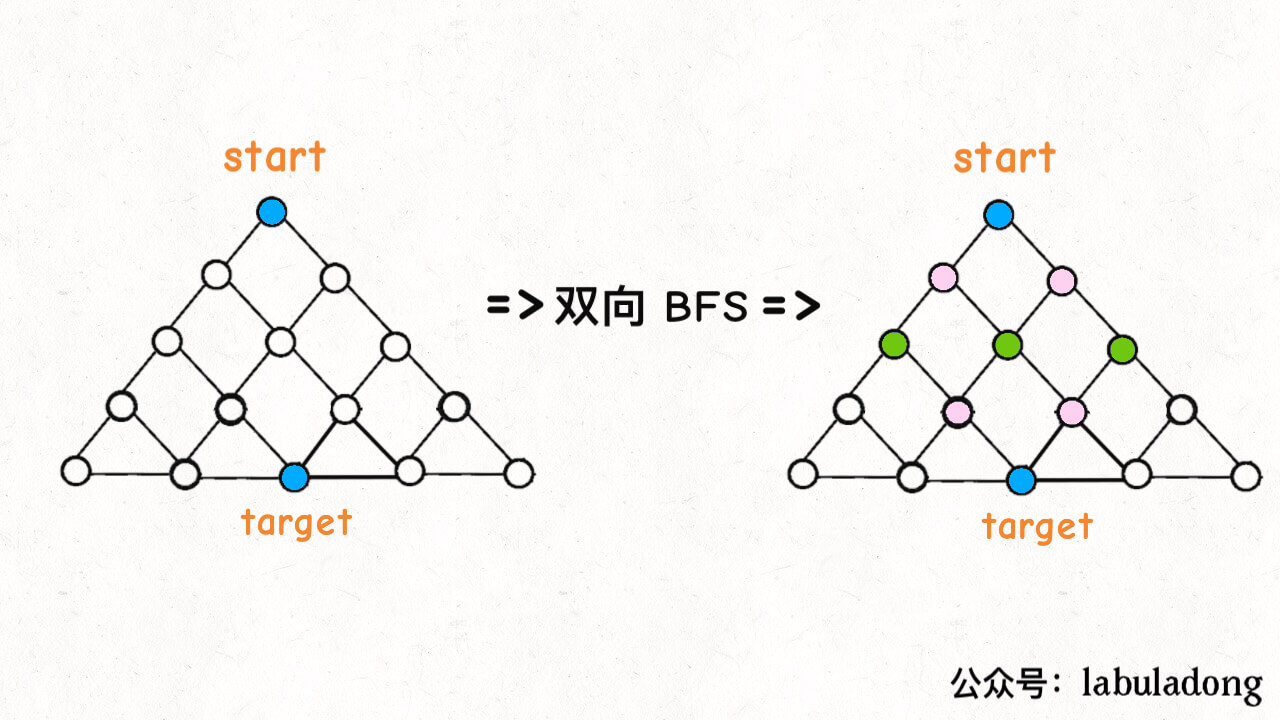 start
start
=> 双向 BFS =>
target
target
公众号：labuladong